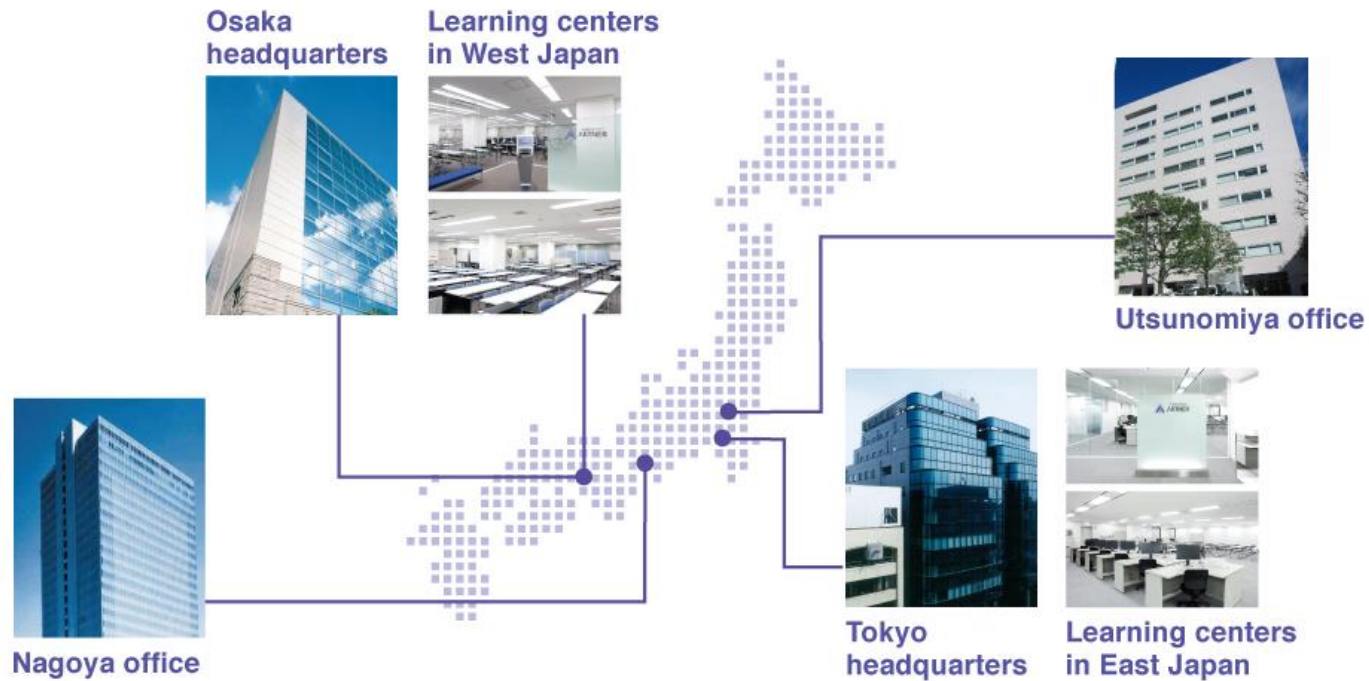 Osaka
headquarters
Learning centers
in West Japan
Utsunomiya office
Nagoya office
Tokyo
headquarters
Learning centers
in East Japan